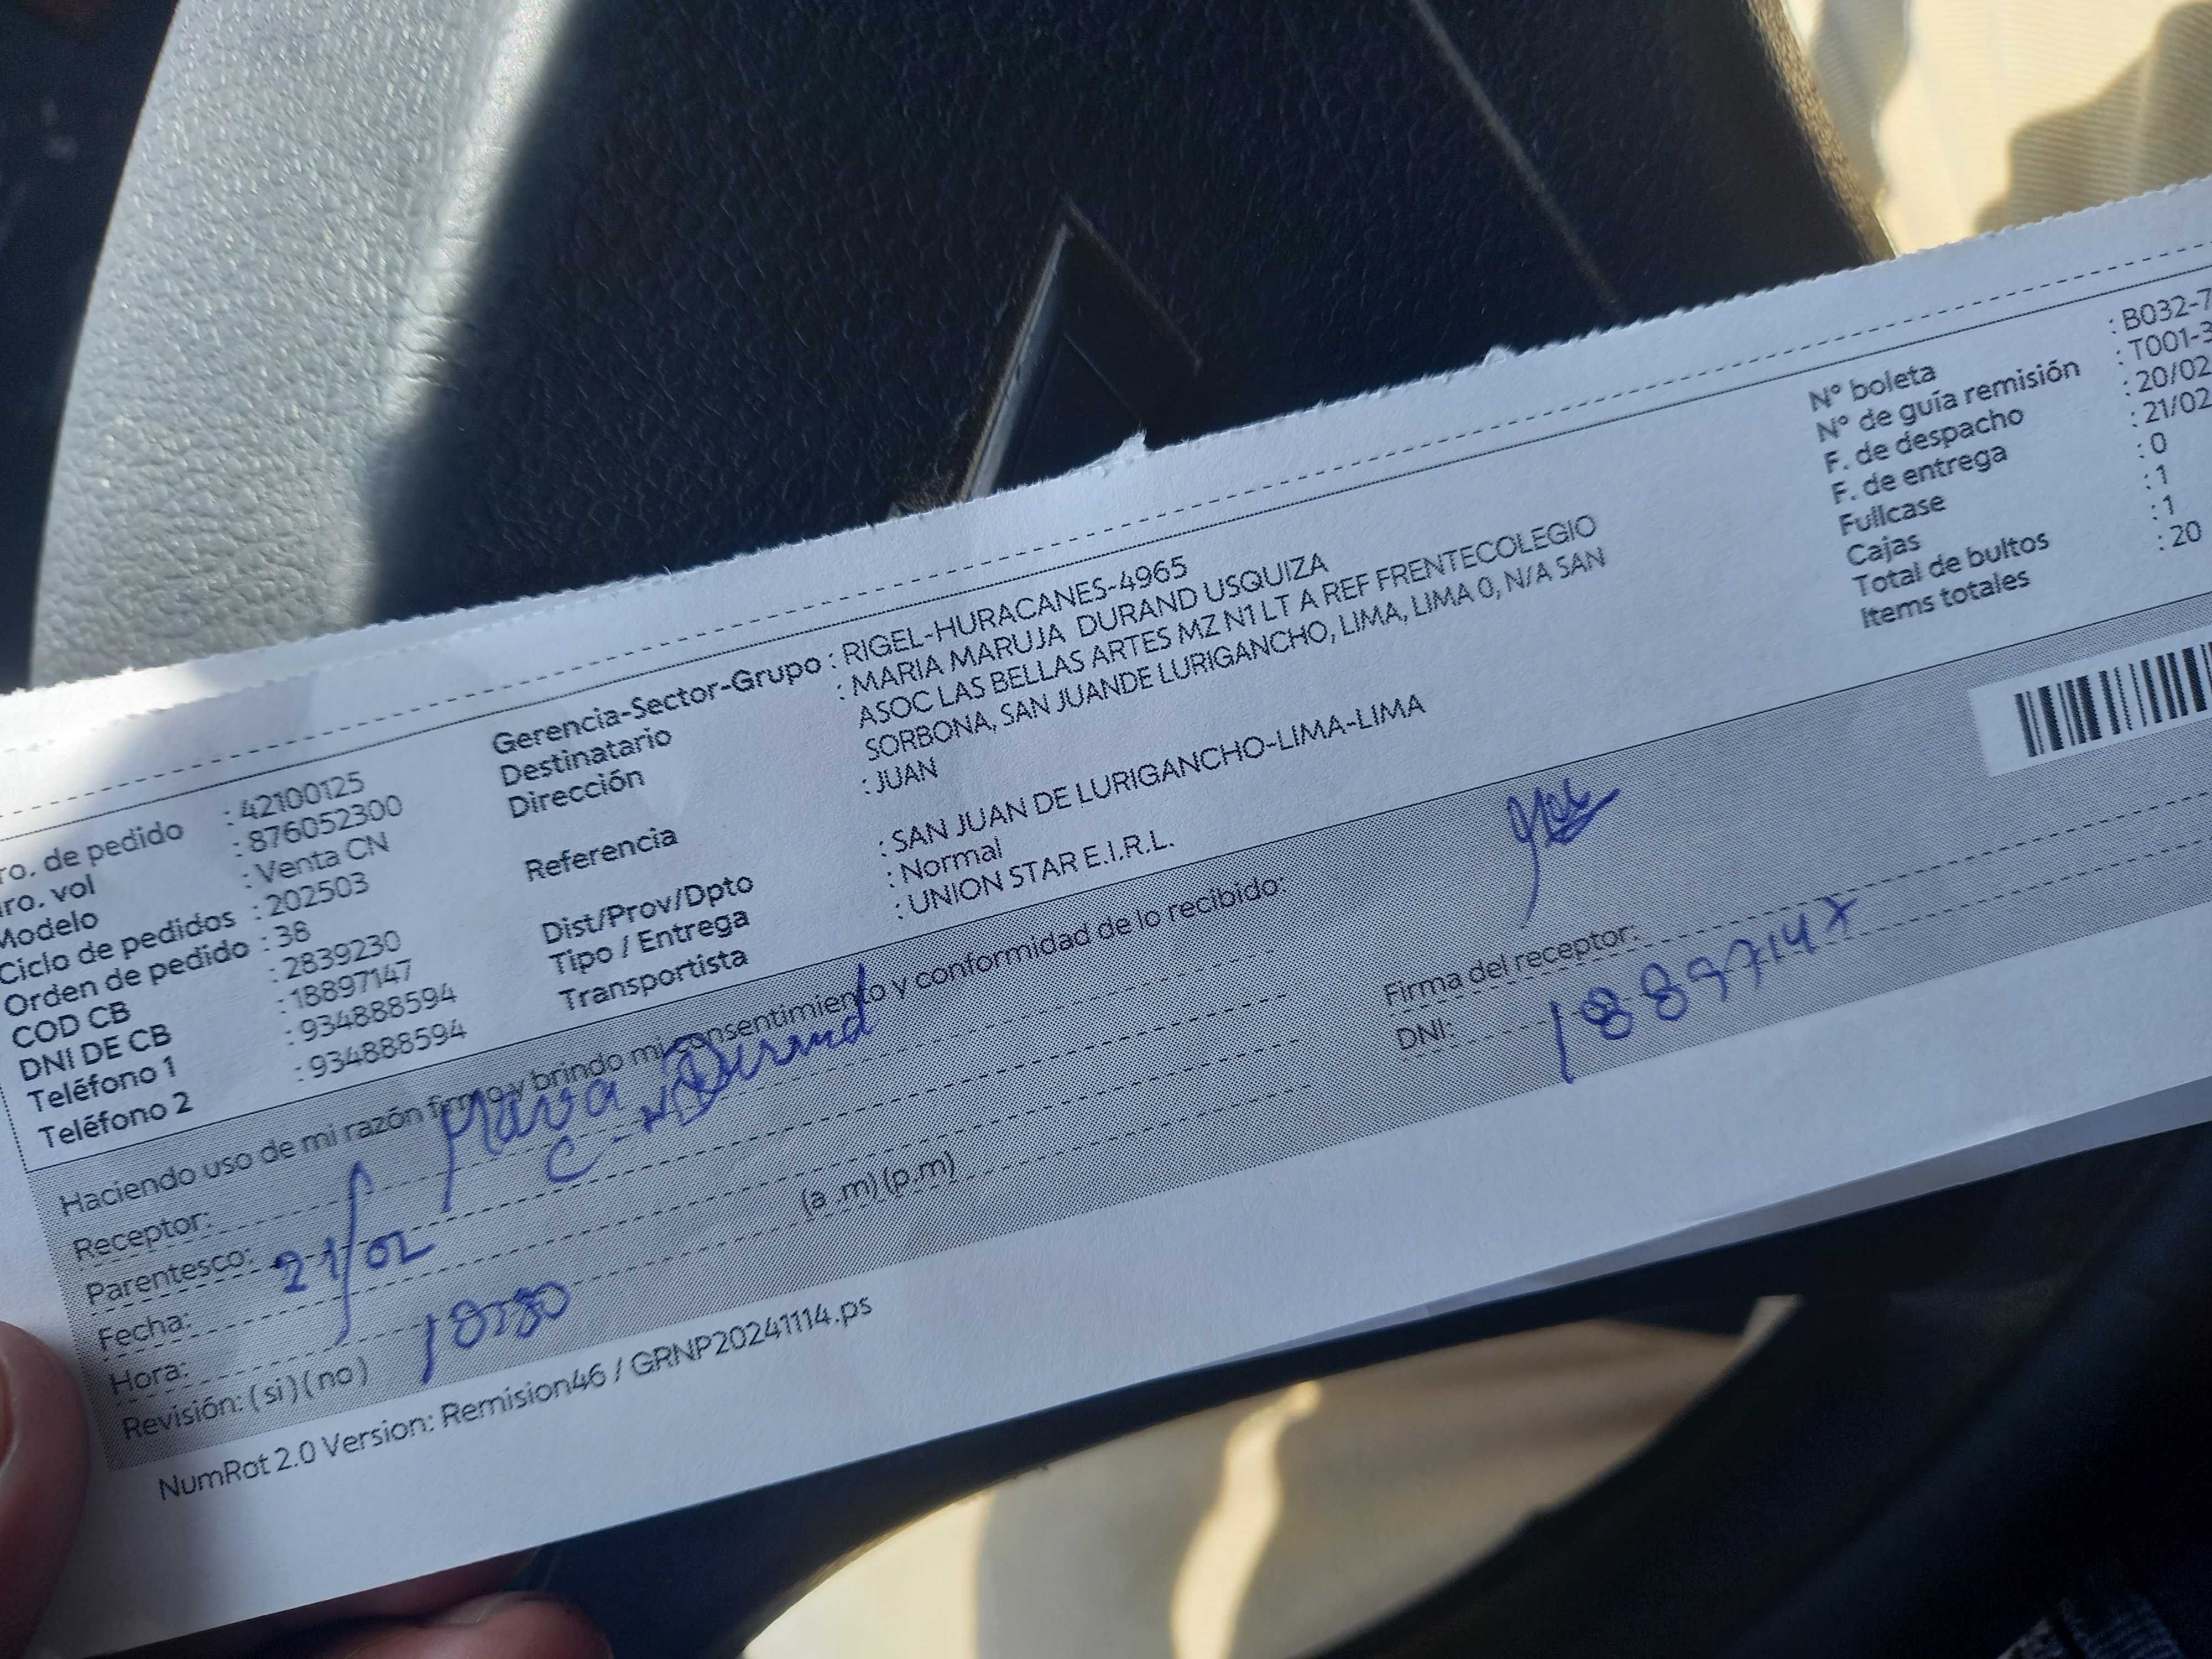 ro. de pedido : 42100125
ro. vol : 876052300
Modelo : Venta CN
Ciclo de pedidos : 202503
Orden de pedido : 38
COD CB : 2839230
DNI DE CB : 18897147
Teléfono 1 : 934888594
Teléfono 2 : 934888594
Gerencia-Sector-Grupo : RIGEL-HURACANES-4965
Destinatario : MARIA MARUJA DURAND USQUIZA
Dirección ASOC LAS BELLAS ARTES MZ N1 LT A REF FRENTECOLEGIO
SORBONA, SAN JUANDE LURIGANCHO, LIMA, LIMA 0, N/A SAN
Referencia : JUAN
Dist/Prov/Dpto : SAN JUAN DE LURIGANCHO-LIMA-LIMA
Tipo / Entrega : Normal
Transportista : UNION STAR E.I.R.L.
N° boleta : B032-7
N° de guía remisión : T001-3
F. de despacho : 20/02
F. de entrega : 21/02
Fullcase : 0
Cajas : 1
Total de bultos : 1
Items totales : 20
Haciendo uso de mi razón firmo y brindo mi consentimiento y conformidad de lo recibido:
Receptor: Durand
Parentesco:
Fecha: 21/02
Hora: (a .m) (p.m)
Revisión: ( si ) ( no )
Firma del receptor:
DNI: 18897147
NumRot 2.0 Version: Remision46 / GRNP20241114.ps